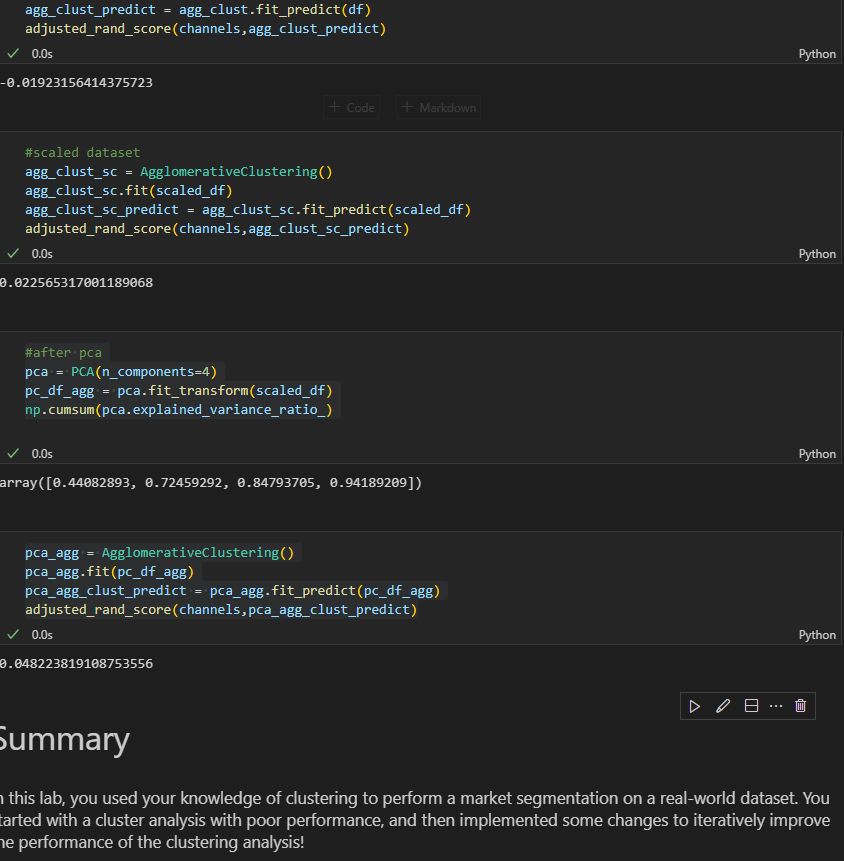 agg_clust_predict = agg_clust.fit_predict(df)
adjusted_rand_score(channels,agg_clust_predict)
0.0s
Python
-0.01923156414375723
+ Code + Markdown
#scaled dataset
agg_clust_sc = AgglomerativeClustering()
agg_clust_sc.fit(scaled_df)
agg_clust_sc_predict = agg_clust_sc.fit_predict(scaled_df)
adjusted_rand_score(channels,agg_clust_sc_predict)
0.0s
Python
0.022565317001189068
#after pca
pca = PCA(n_components=4)
pc_df_agg = pca.fit_transform(scaled_df)
np.cumsum(pca.explained_variance_ratio_)
0.0s
Python
array([0.44082893, 0.72459292, 0.84793705, 0.94189209])
pca_agg = AgglomerativeClustering()
pca_agg.fit(pc_df_agg)
pca_agg_clust_predict = pca_agg.fit_predict(pc_df_agg)
adjusted_rand_score(channels,pca_agg_clust_predict)
0.0s
Python
0.048223819108753556
Summary
n this lab, you used your knowledge of clustering to perform a market segmentation on a real-world dataset. You
tarted with a cluster analysis with poor performance, and then implemented some changes to iteratively improve
he performance of the clustering analysis!